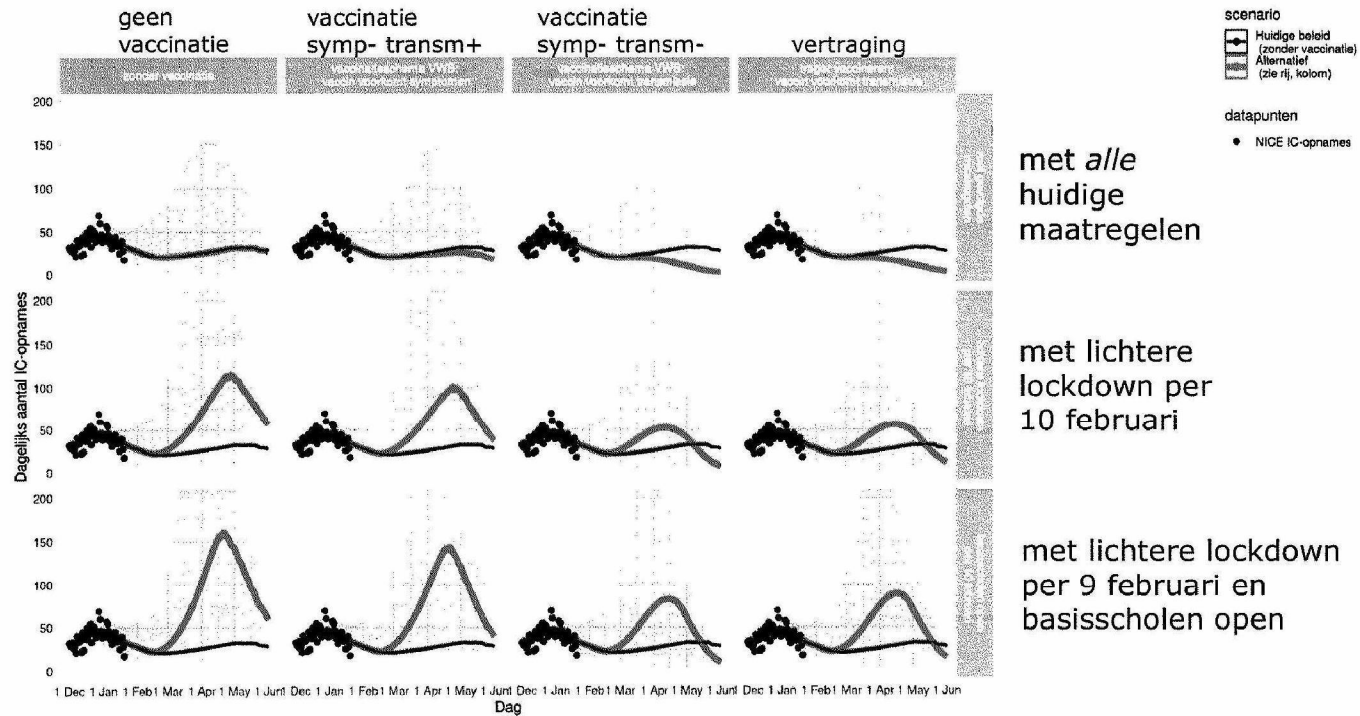 geen
vaccinatie
vaccinatie
symp- transm+
vaccinatie
symp- transm-
vertraging
scenario
Huidige beleid
(zonder vaccinatie)
Alternatief
(zie rij, kolom)
datapunten
NICE IC-opnames
zonder vaccinatie
Dagelijks aantal IC-opnames
200
150
100
50
0
met alle
huidige
maatregelen
200
150
100
50
0
met lichtere
lockdown per
10 februari
200
150
100
50
0
met lichtere lockdown
per 9 februari en
basisscholen open
1 Dec 1 Jan 1 Feb 1 Mar 1 Apr 1 May 1 Jun
1 Dec 1 Jan 1 Feb 1 Mar 1 Apr 1 May 1 Jun
1 Dec 1 Jan 1 Feb 1 Mar 1 Apr 1 May 1 Jun
1 Dec 1 Jan 1 Feb 1 Mar 1 Apr 1 May 1 Jun
Dag